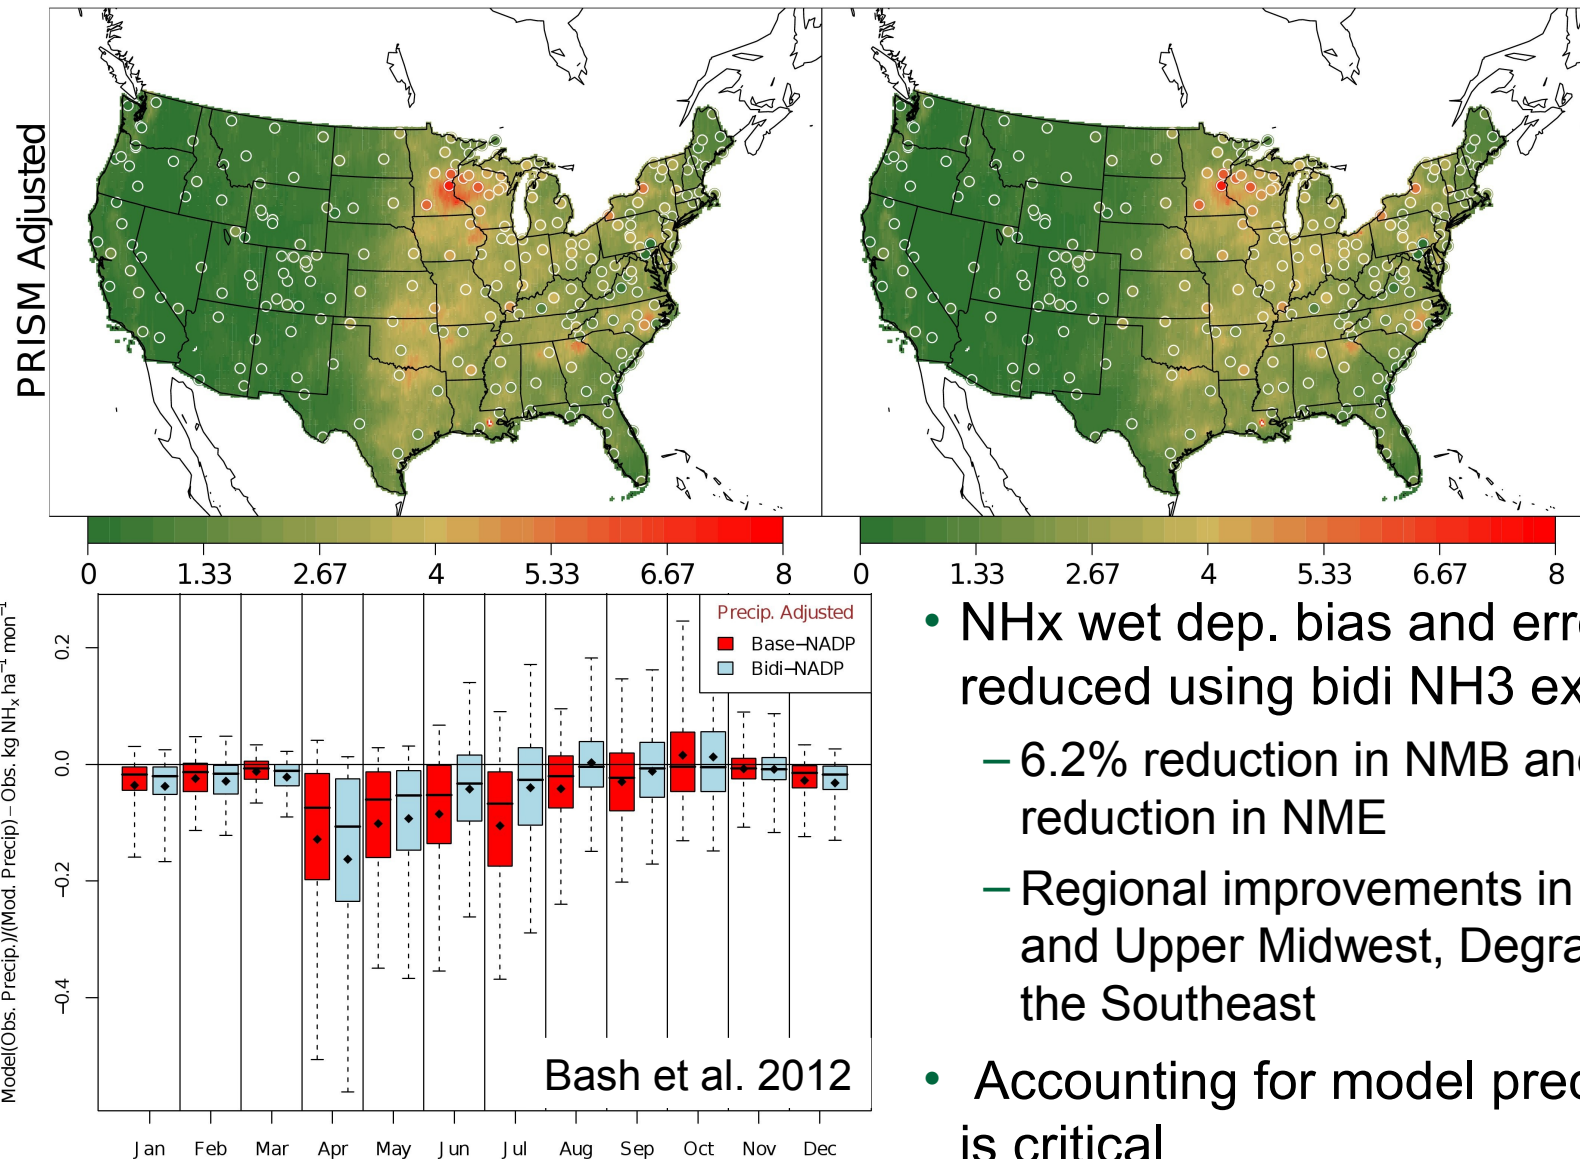 PRISM Adjusted
0 1.33 2.67 4 5.33 6.67 8
0 1.33 2.67 4 5.33 6.67 8
Model(Obs. Precip.)/(Mod. Precip) − Obs. kg NHx ha−1 mon−1
0.2
0.0
−0.2
−0.4
Precip. Adjusted
Base−NADP
Bidi−NADP
Bash et al. 2012
Jan Feb Mar Apr May Jun Jul Aug Sep Oct Nov Dec
• NHx wet dep. bias and
reduced using bidi NH3
– 6.2% reduction in NMB
reduction in NME
– Regional improvements in
and Upper Midwest,
the Southeast
• Accounting for model
is critical